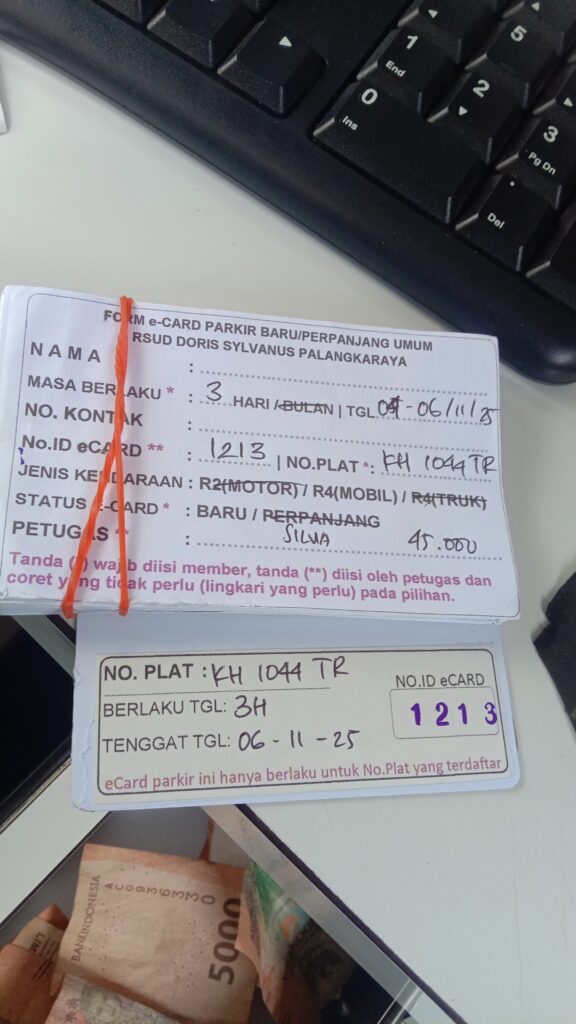 1
End
5
0
Ins
2
3
Pg Dn
.
Del
FORM e-CARD PARKIR BARU/PERPANJANG UMUM
RSUD DORIS SYLVANUS PALANGKARAYA
NAMA :
MASA BERLAKU * : 3 HARI / BULAN | TGL 04 - 06/11/25
NO. KONTAK :
No.ID eCARD ** : 1213 | NO.PLAT *: KH 1044 TR
JENIS KENDARAAN : R2(MOTOR) / R4(MOBIL) / R4(TRUK)
STATUS E-CARD * : BARU / PERPANJANG
PETUGAS ** : SILVA 45.000
Tanda (*) wajib diisi member, tanda (**) diisi oleh petugas dan
coret yang tidak perlu (lingkari yang perlu) pada pilihan.
NO. PLAT : KH 1044 TR
NO.ID eCARD
BERLAKU TGL: 3H
1213
TENGGAT TGL: 06-11-25
eCard parkir ini hanya berlaku untuk No.Plat yang terdaftar
BANK INDONESIA
5000